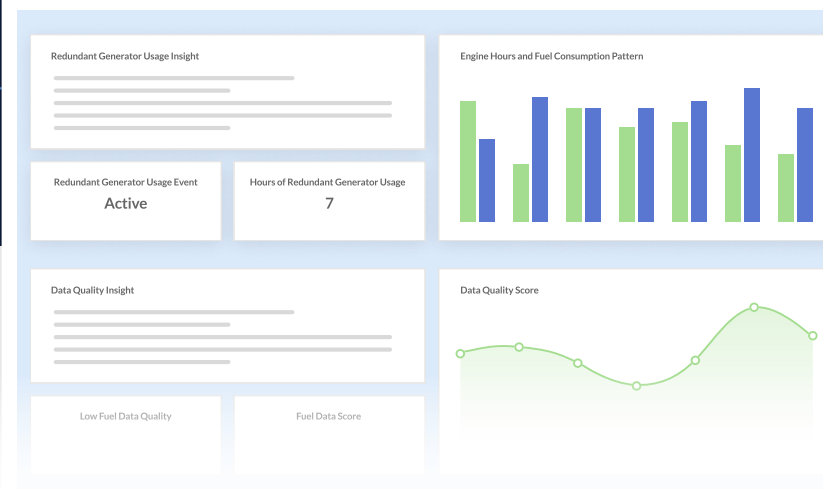 Redundant Generator Usage Insight
Engine Hours and Fuel Consumption Pattern
Redundant Generator Usage Event
Active
Hours of Redundant Generator Usage
7
Data Quality Insight
Data Quality Score
Low Fuel Data Quality
Fuel Data Score